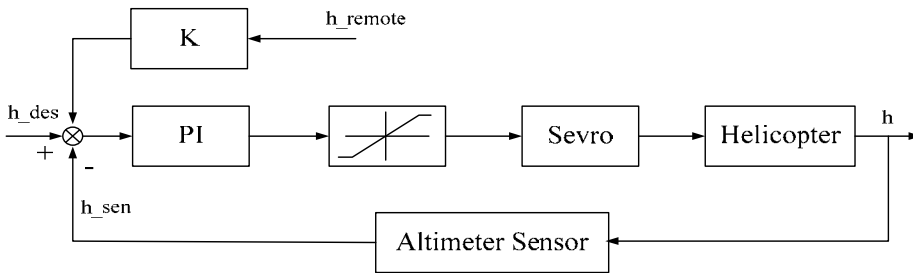 h_remote
K
h_des
+
-
PI
Sevro
Helicopter
h
h_sen
Altimeter Sensor